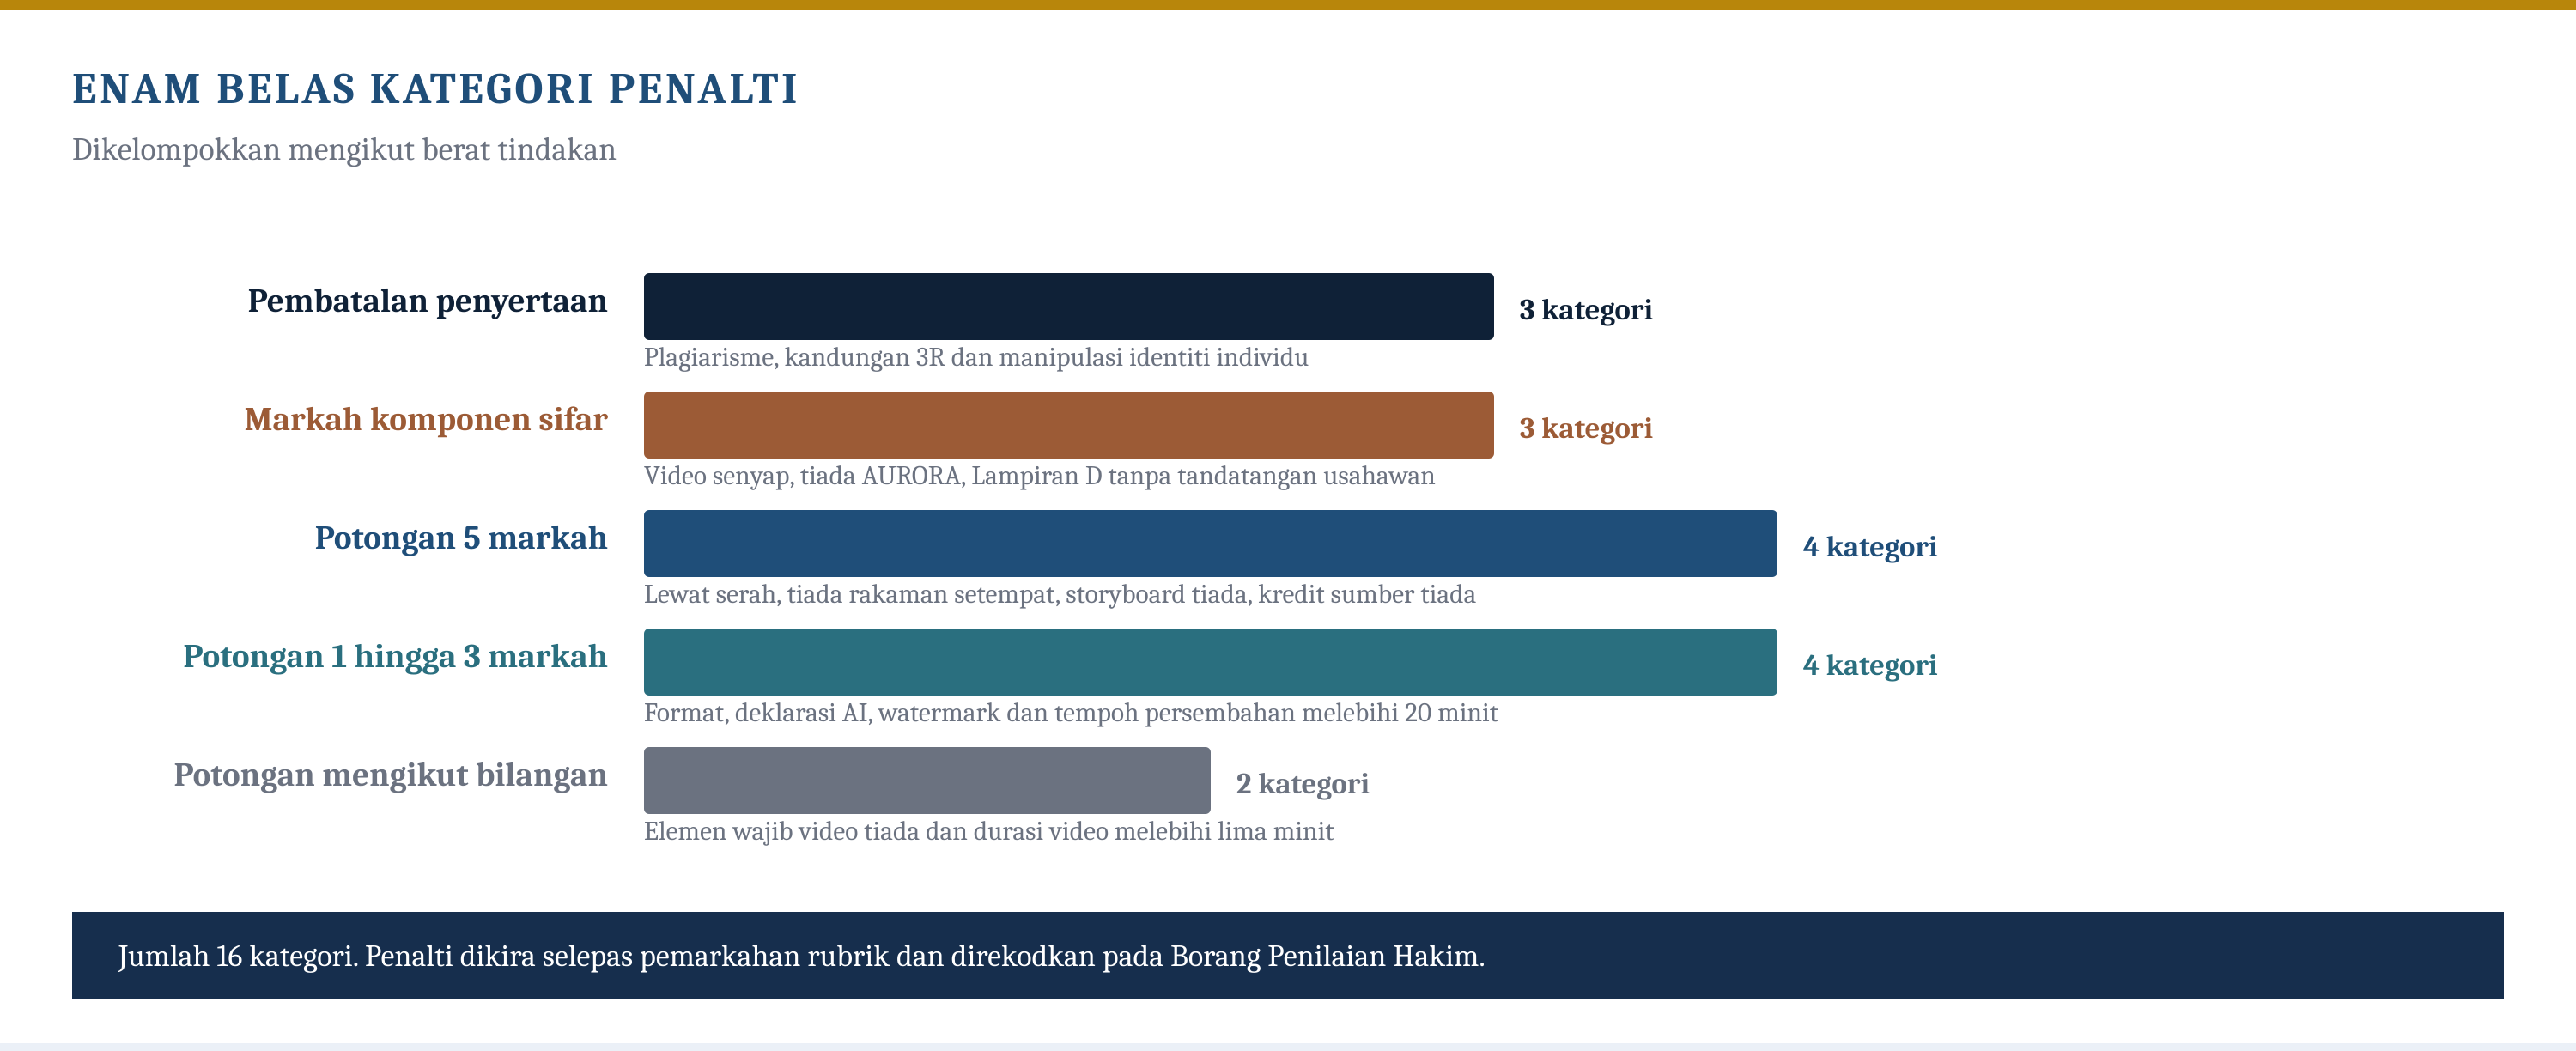 ENAM BELAS KATEGORI PENALTI
Dikelompokkan mengikut berat tindakan
Pembatalan penyertaan
3 kategori
Plagiarisme, kandungan 3R dan manipulasi identiti individu
Markah komponen sifar
3 kategori
Video senyap, tiada AURORA, Lampiran D tanpa tandatangan usahawan
Potongan 5 markah
4 kategori
Lewat serah, tiada rakaman setempat, storyboard tiada, kredit sumber tiada
Potongan 1 hingga 3 markah
4 kategori
Format, deklarasi AI, watermark dan tempoh persembahan melebihi 20 minit
Potongan mengikut bilangan
2 kategori
Elemen wajib video tiada dan durasi video melebihi lima minit
Jumlah 16 kategori. Penalti dikira selepas pemarkahan rubrik dan direkodkan pada Borang Penilaian Hakim.